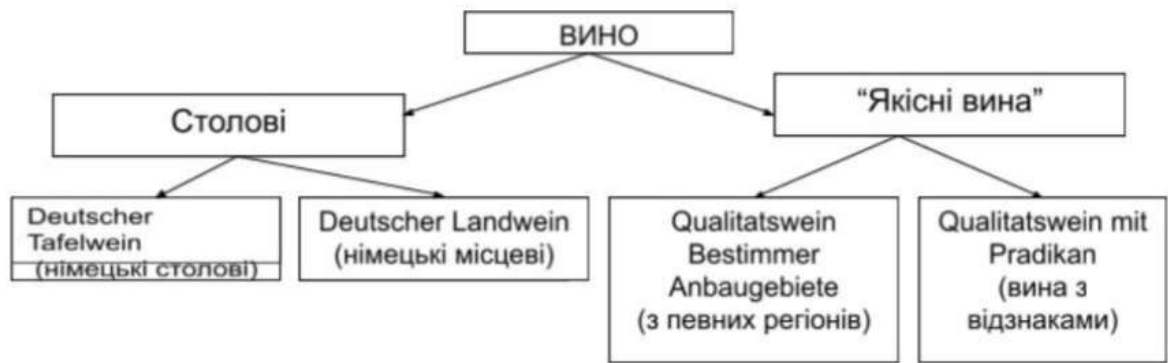 ВИНО
Столові
“Якісні вина”
Deutscher
Tafelwein
(німецькі столові)
Deutscher Landwein
(німецькі місцеві)
Qualitatswein
Bestimmer
Anbaugebiete
(з певних регіонів)
Qualitatswein mit
Pradikan
(вина з
відзнаками)